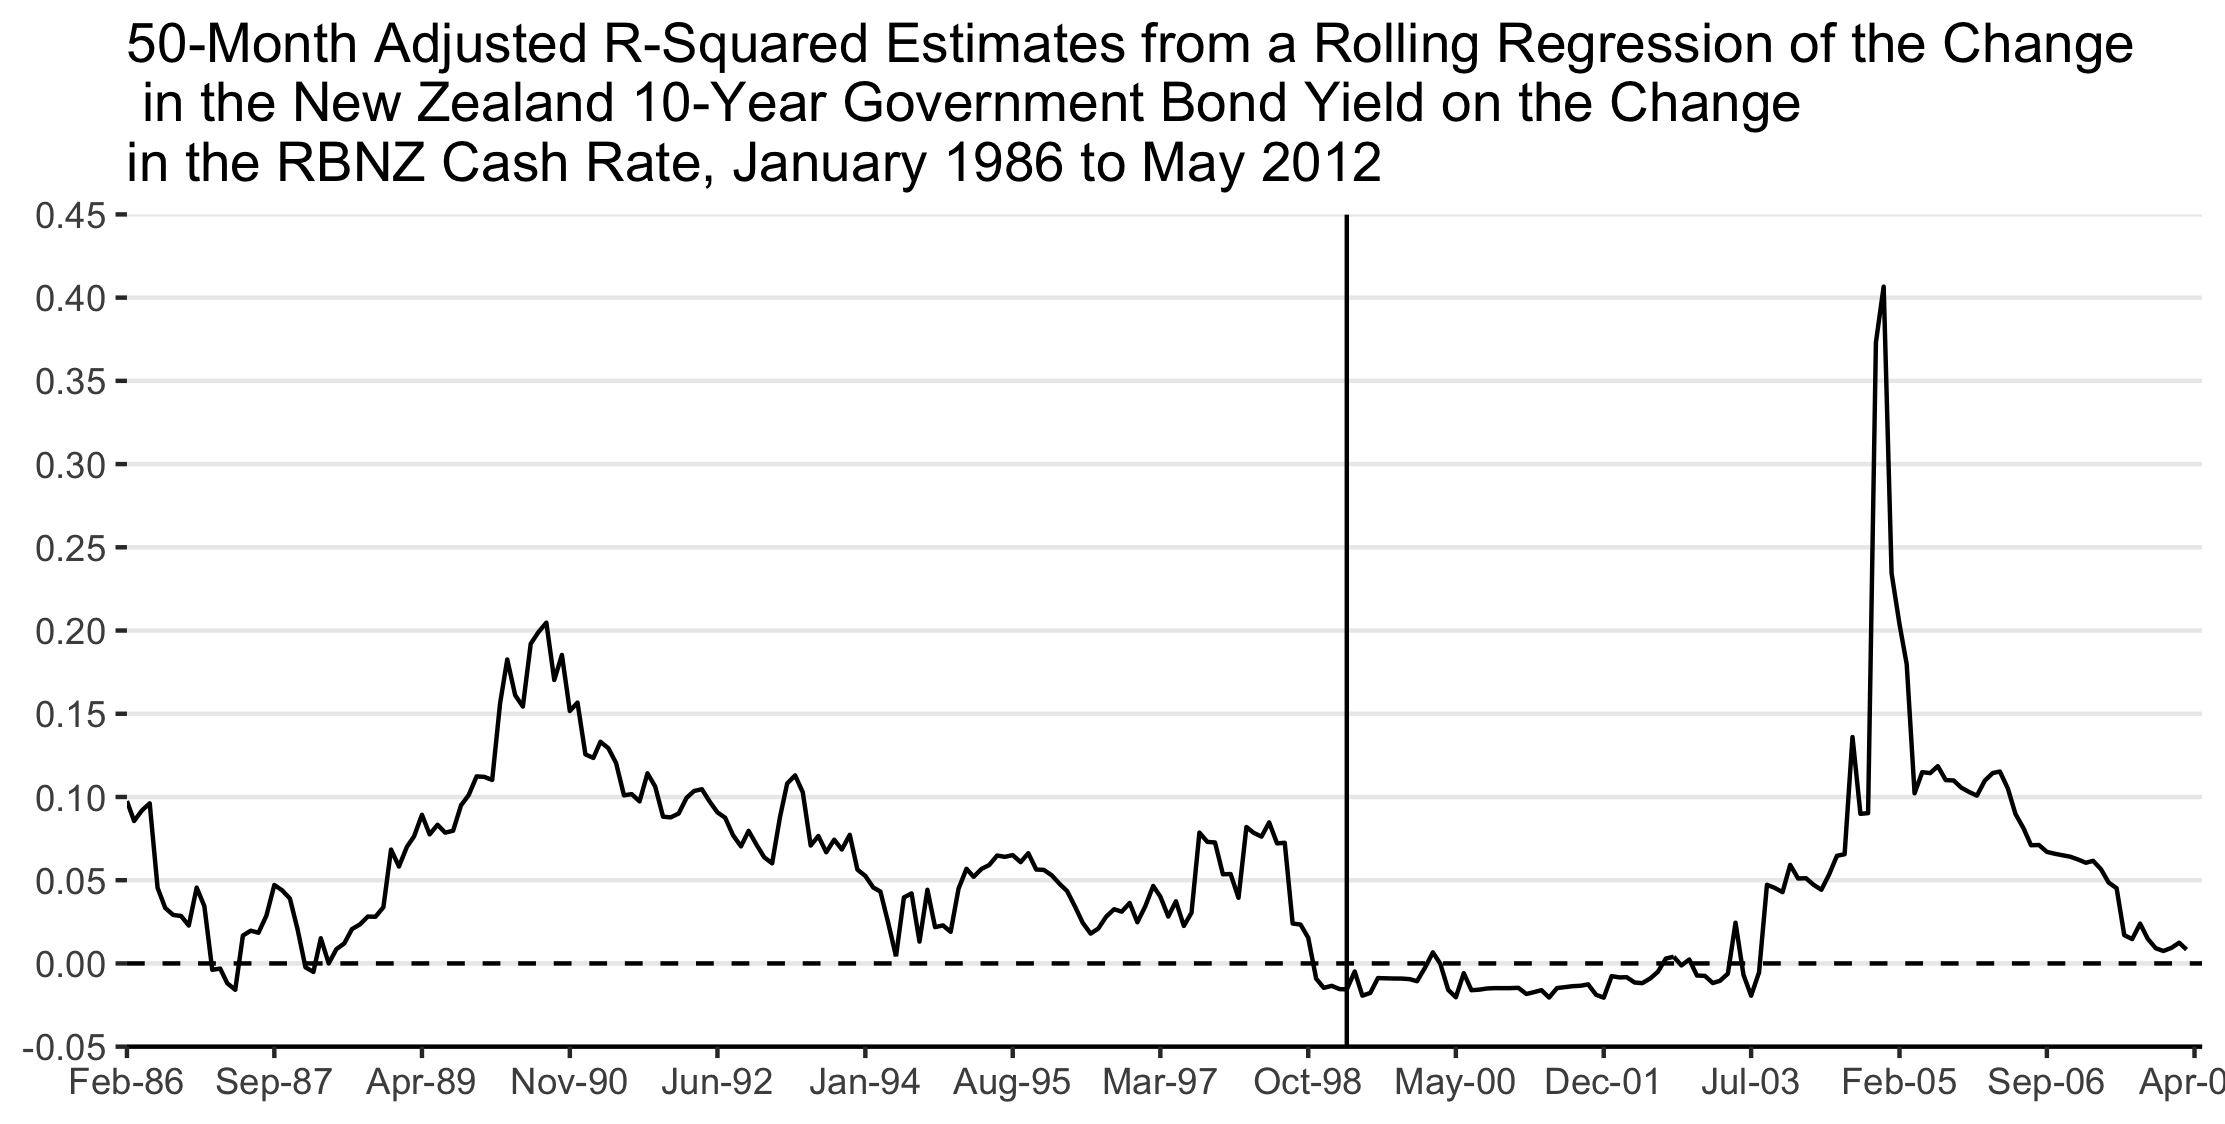 50-Month Adjusted R-Squared Estimates from a Rolling Regression of the Change
in the New Zealand 10-Year Government Bond Yield on the Change
in the RBNZ Cash Rate, January 1986 to May 2012
0.45
0.40
0.35
0.30
0.25
0.20
0.15
0.10
0.05
0.00
-0.05
Feb-86 Sep-87 Apr-89 Nov-90 Jun-92 Jan-94 Aug-95 Mar-97 Oct-98 May-00 Dec-01 Jul-03 Feb-05 Sep-06 Apr-0